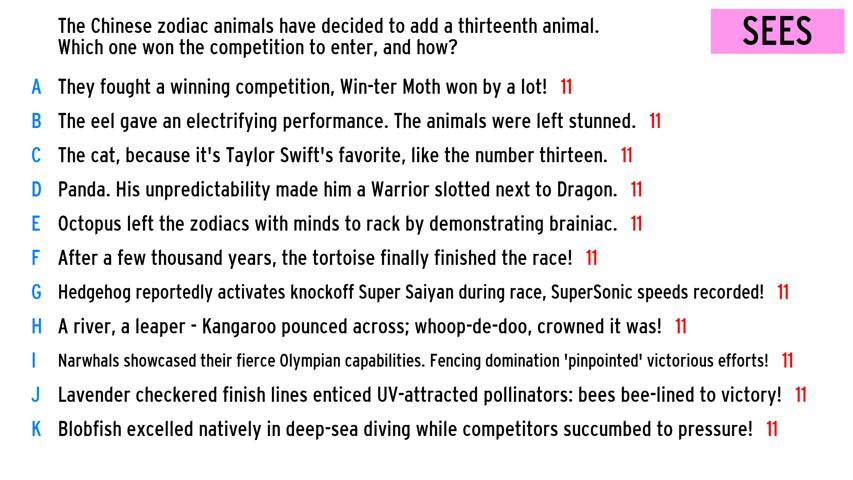 The Chinese zodiac animals have decided to add a thirteenth animal.
Which one won the competition to enter, and how?
SEES
A They fought a winning competition, Win-ter Moth won by a lot! 11
B The eel gave an electrifying performance. The animals were left stunned. 11
C The cat, because it's Taylor Swift's favorite, like the number thirteen. 11
D Panda. His unpredictability made him a Warrior slotted next to Dragon. 11
E Octopus left the zodiacs with minds to rack by demonstrating brainiac. 11
F After a few thousand years, the tortoise finally finished the race! 11
G Hedgehog reportedly activates knockoff Super Saiyan during race, SuperSonic speeds recorded! 11
H A river, a leaper - Kangaroo pounced across; whoop-de-doo, crowned it was! 11
I Narwhals showcased their fierce Olympian capabilities. Fencing domination 'pinpointed' victorious efforts! 11
J Lavender checkered finish lines enticed UV-attracted pollinators: bees bee-lined to victory! 11
K Blobfish excelled natively in deep-sea diving while competitors succumbed to pressure! 11